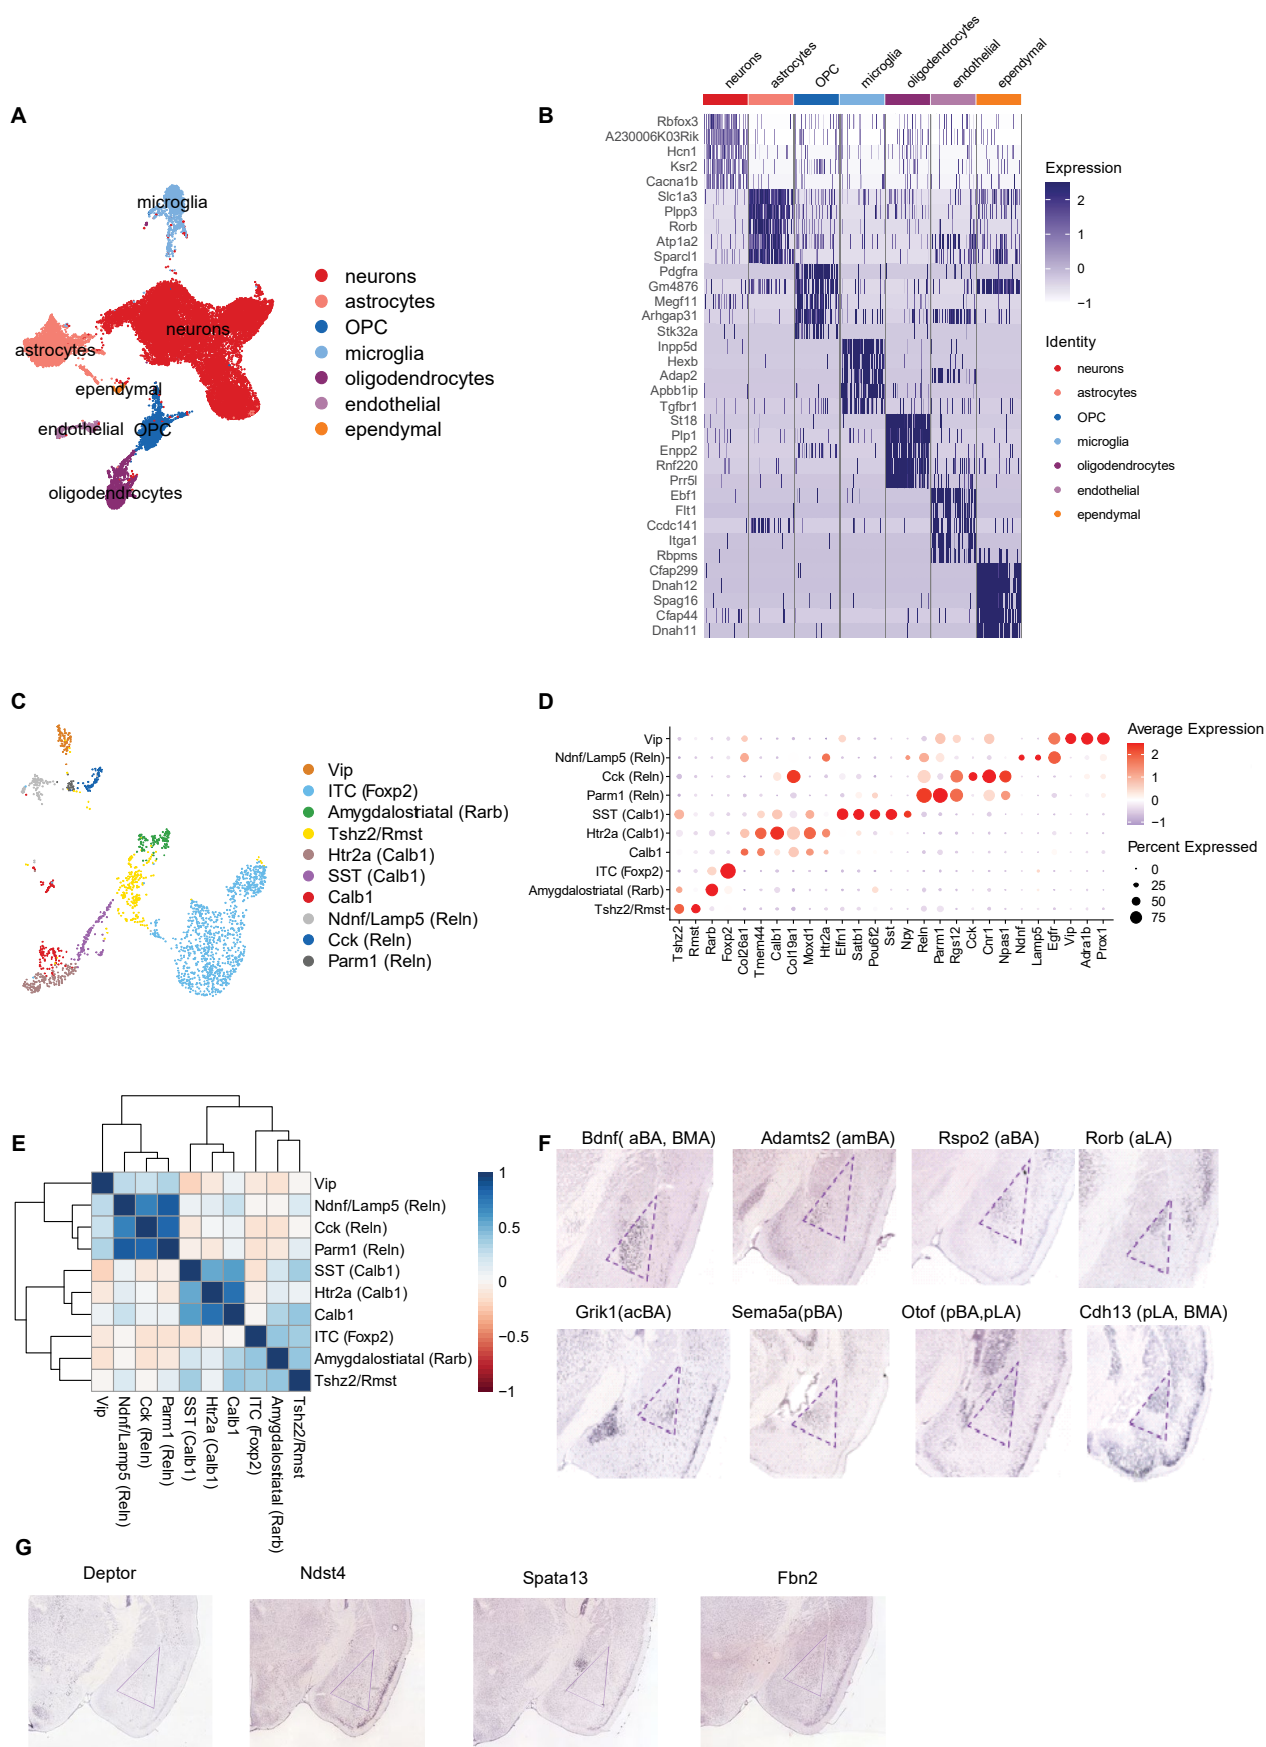 A
microglia
neurons
astrocytes
ependymal
endothelial
OPC
oligodendrocytes
neurons
astrocytes
OPC
microglia
oligodendrocytes
endothelial
ependymal
B
neurons
astrocytes
OPC
microglia
oligodendrocytes
endothelial
ependymal
Rbfox3
A230006K03Rik
Hcn1
Ksr2
Cacna1b
Slc1a3
Plpp3
Rorb
Atp1a2
Sparcl1
Pdgfra
Gm4876
Megf11
Arhgap31
Stk32a
Inpp5d
Hexb
Adap2
Apbb1ip
Tgfbr1
St18
Plp1
Enpp2
Rnf220
Prr5l
Ebf1
Flt1
Ccdc141
Itga1
Rbpms
Cfap299
Dnah12
Spag16
Cfap44
Dnah11
Expression
2
1
0
−1
Identity
neurons
astrocytes
OPC
microglia
oligodendrocytes
endothelial
ependymal
C
Vip
ITC (Foxp2)
Amygdalostriatal (Rarb)
Tshz2/Rmst
Htr2a (Calb1)
SST (Calb1)
Calb1
Ndnf/Lamp5 (Reln)
Cck (Reln)
Parm1 (Reln)
D
Vip
Ndnf/Lamp5 (Reln)
Cck (Reln)
Parm1 (Reln)
SST (Calb1)
Htr2a (Calb1)
Calb1
ITC (Foxp2)
Amygdalostriatal (Rarb)
Tshz2/Rmst
Tshz2
Rmst
Rarb
Foxp2
Col26a1
Tmem44
Calb1
Col19a1
Moxd1
Htr2a
Elfn1
Satb1
Pou6f2
Sst
Npy
Reln
Parm1
Rgs12
Cck
Cnr1
Npas1
Ndnf
Lamp5
Egfr
Vip
Adra1b
Prox1
Average Expression
2
1
0
−1
Percent Expressed
0
25
50
75
E
Vip
Ndnf/Lamp5 (Reln)
Cck (Reln)
Parm1 (Reln)
SST (Calb1)
Htr2a (Calb1)
Calb1
ITC (Foxp2)
Amygdalostiatal (Rarb)
Tshz2/Rmst
Vip
Ndnf/Lamp5 (Reln)
Cck (Reln)
Parm1 (Reln)
SST (Calb1)
Htr2a (Calb1)
Calb1
ITC (Foxp2)
Amygdalostiatal (Rarb)
Tshz2/Rmst
1
0.5
0
−0.5
−1
F
Bdnf( aBA, BMA)
Adamts2 (amBA)
Rspo2 (aBA)
Rorb (aLA)
Grik1(acBA)
Sema5a(pBA)
Otof (pBA,pLA)
Cdh13 (pLA, BMA)
G
Deptor
Ndst4
Spata13
Fbn2